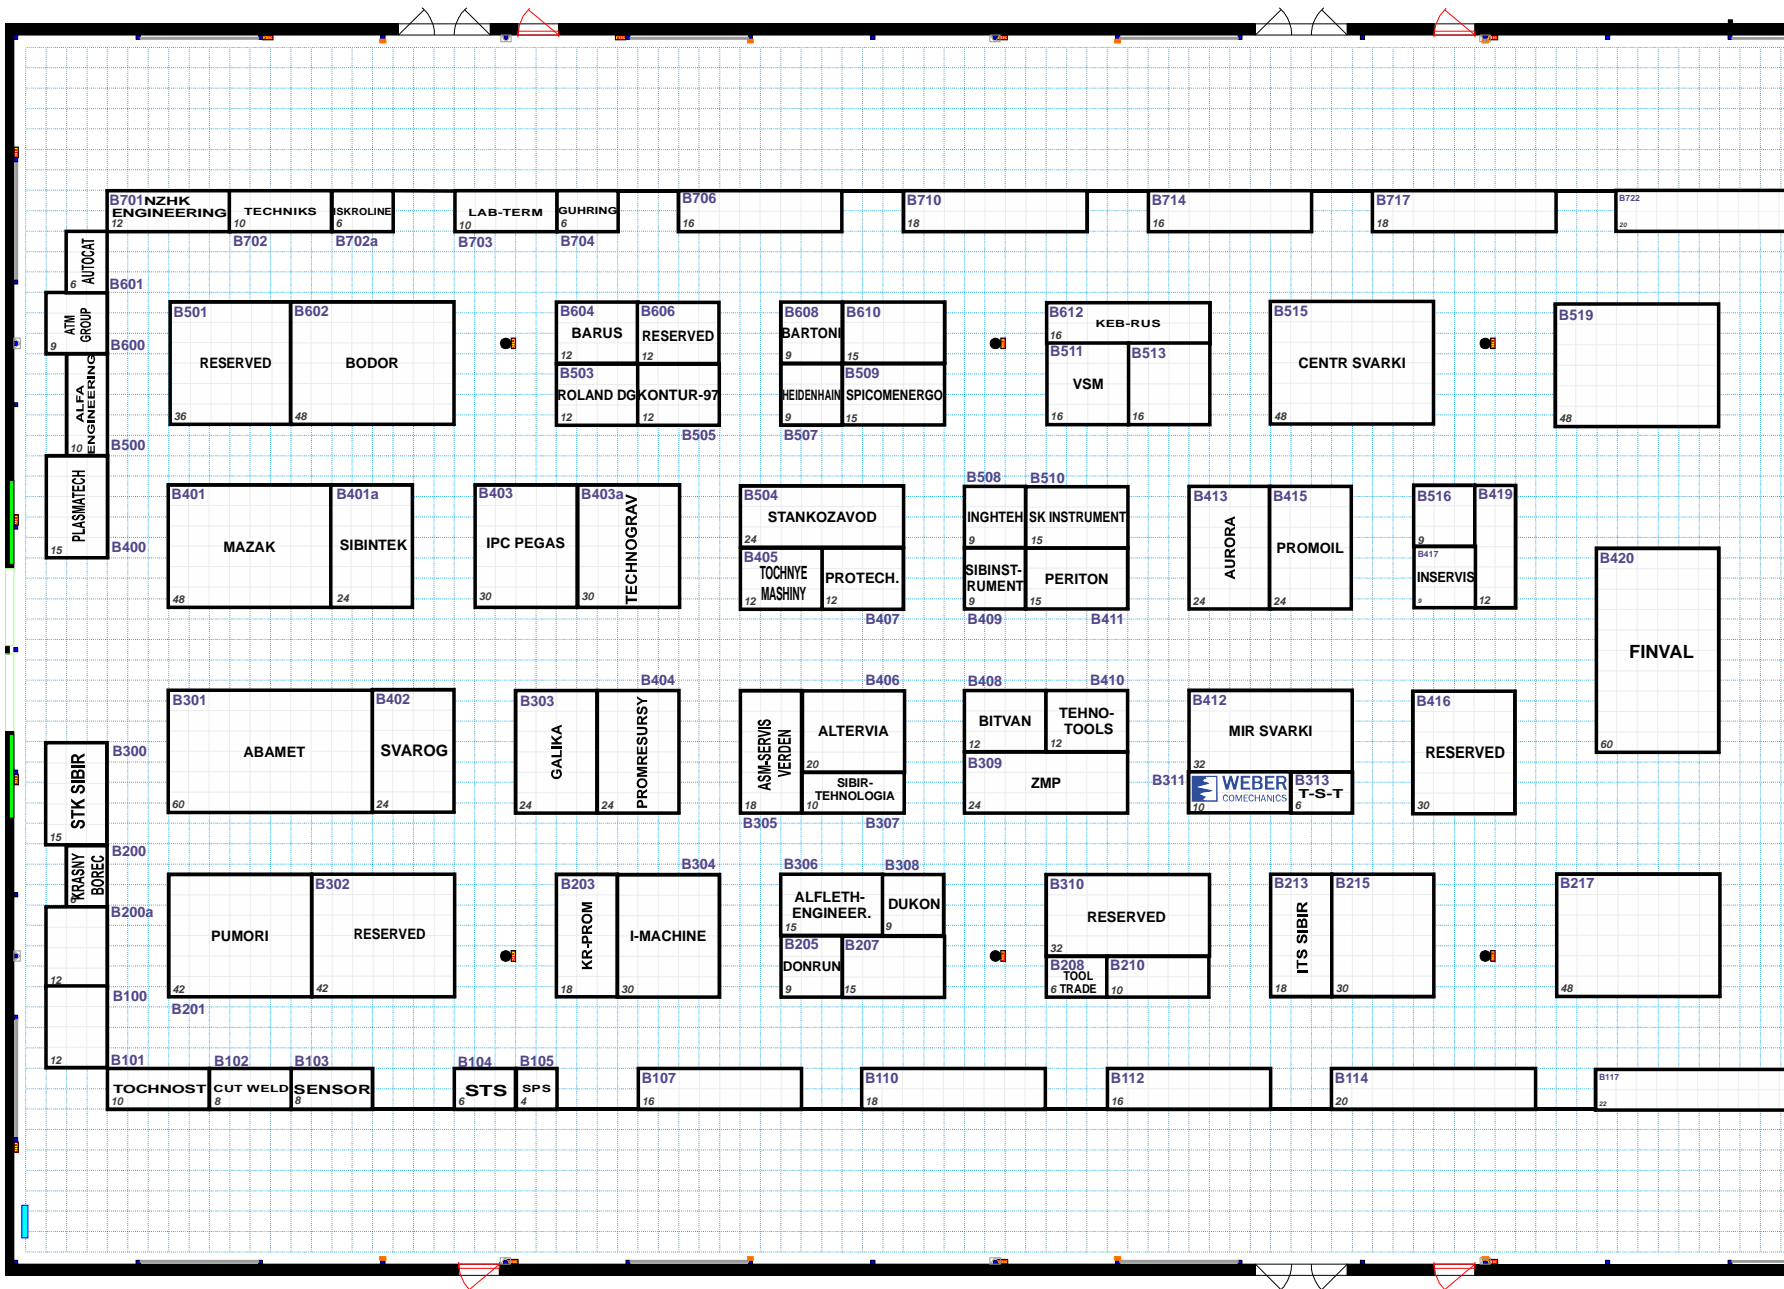 B701 NZHK
ENGINEERING
12
TECHNIKS
10
B702
ISKROLINE
6
B702a
LAB-TERM
10
B703
GUHRING
6
B704
B706
16
B710
18
B714
16
B717
18
B722
20
AUTOCAT
6
B601
ATM
GROUP
9
B600
ALFA
ENGINEERING
10
B500
PLASMATECH
15
B400
B501
RESERVED
36
B602
BODOR
48
B604
BARUS
12
B606
RESERVED
12
B503
ROLAND DG
12
KONTUR-97
12
B505
B608
BARTONI
9
B610
15
HEIDENHAIN
9
B507
B509
SPICOMENERGO
15
B612
KEB-RUS
16
B511
VSM
16
B513
16
B515
CENTR SVARKI
48
B519
48
B401
MAZAK
48
B401a
SIBINTEK
24
B403
IPC PEGAS
30
B403a
TECHNOGRAV
30
B504
STANKOZAVOD
24
B405
TOCHNYE
MASHINY
12
PROTECH.
12
B407
B508
INGHTEH
9
B510
SK INSTRUMENT
15
SIBINST-
RUMENT
9
B409
PERITON
15
B411
B413
AURORA
24
B415
PROMOIL
24
B516
9
B419
12
B417
INSERVIS
9
B420
FINVAL
60
B300
STK SIBIR
15
B200
KRASNY
BOREC
B200a
12
B100
12
B301
ABAMET
60
B402
SVAROG
24
B303
GALIKA
24
B404
PROMRESURSY
24
ASM-SERVIS
VERDEN
18
B305
B406
ALTERVIA
20
SIBIR-
TEHNOLOGIA
10
B307
B408
BITVAN
12
B410
TEHNO-
TOOLS
12
B309
ZMP
24
B412
MIR SVARKI
32
B311
WEBER
COMECHANICS
10
B313
T-S-T
6
B416
RESERVED
30
PUMORI
42
B201
B302
RESERVED
42
B203
KR-PROM
18
B304
I-MACHINE
30
B306
ALFLETH-
ENGINEER.
15
B308
DUKON
9
B205
DONRUN
9
B207
15
B310
RESERVED
32
B208
TOOL
TRADE
6
B210
10
B213
ITS SIBIR
18
B215
30
B217
48
B101
TOCHNOST
10
B102
CUT WELD
8
B103
SENSOR
8
B104
STS
6
B105
SPS
4
B107
16
B110
18
B112
16
B114
20
B117
22